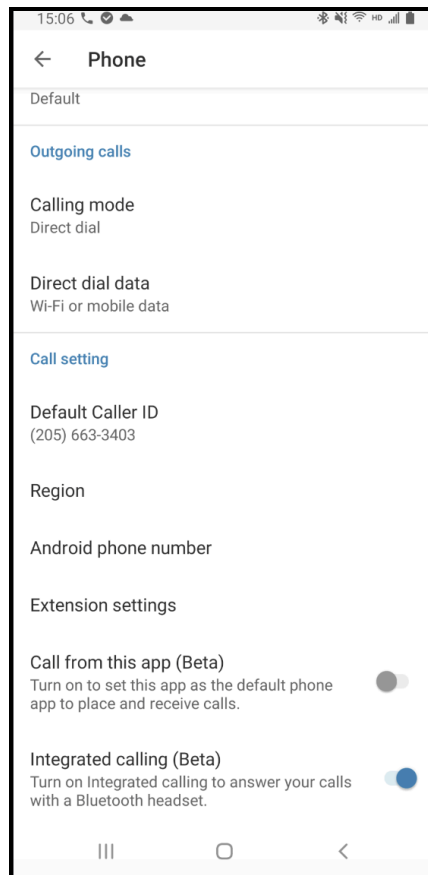 15:06
HD
Phone
Default
Outgoing calls
Calling mode
Direct dial
Direct dial data
Wi-Fi or mobile data
Call setting
Default Caller ID
(205) 663-3403
Region
Android phone number
Extension settings
Call from this app (Beta)
Turn on to set this app as the default phone
app to place and receive calls.
Integrated calling (Beta)
Turn on Integrated calling to answer your calls
with a Bluetooth headset.